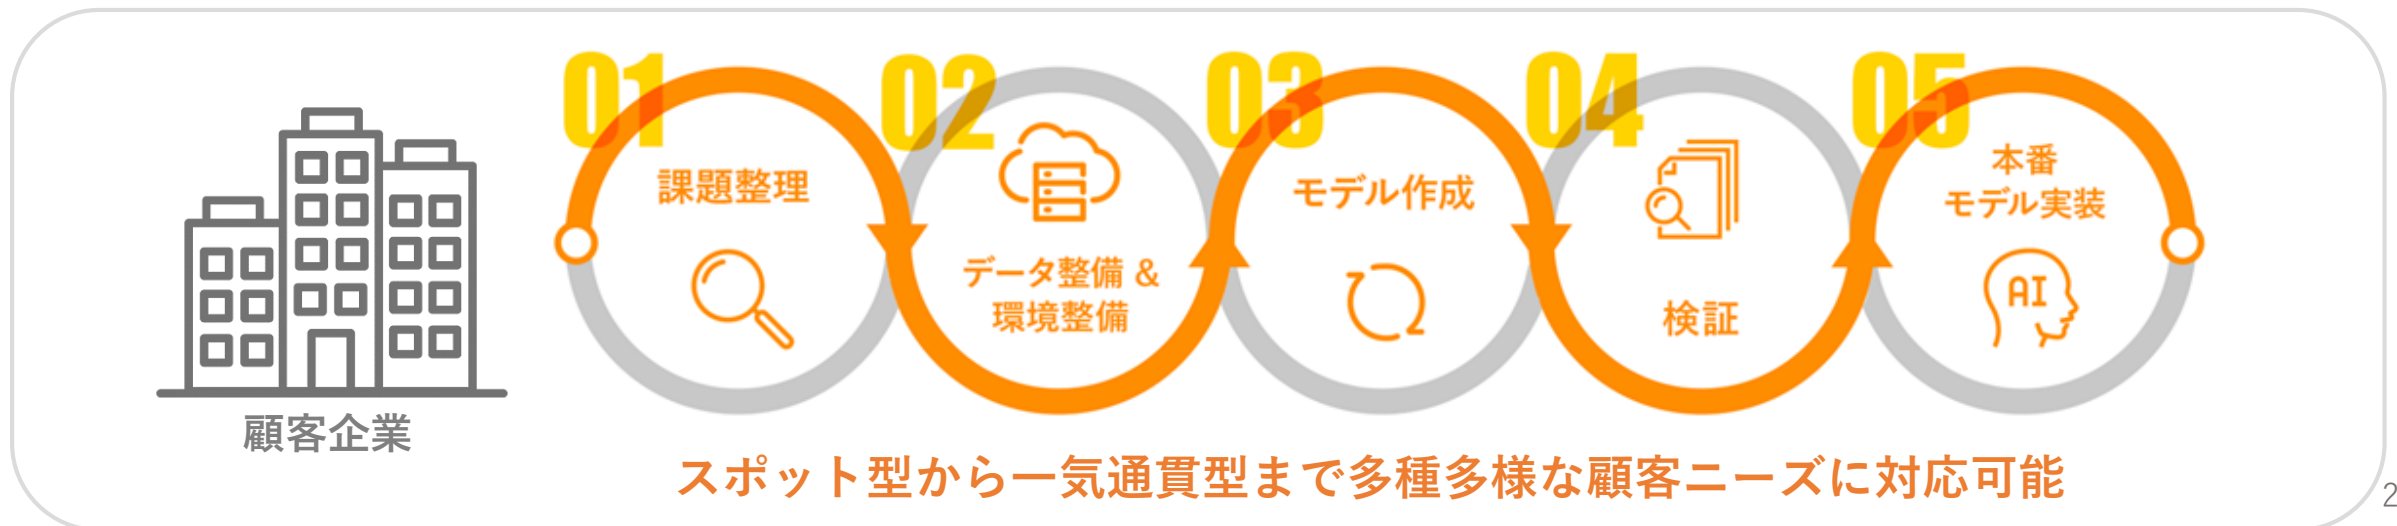 01
課題整理
02
データ整備 &
環境整備
03
モデル作成
04
検証
05
本番
モデル実装
AI
顧客企業
スポット型から一気通貫型まで多種多様な顧客ニーズに対応可能
2